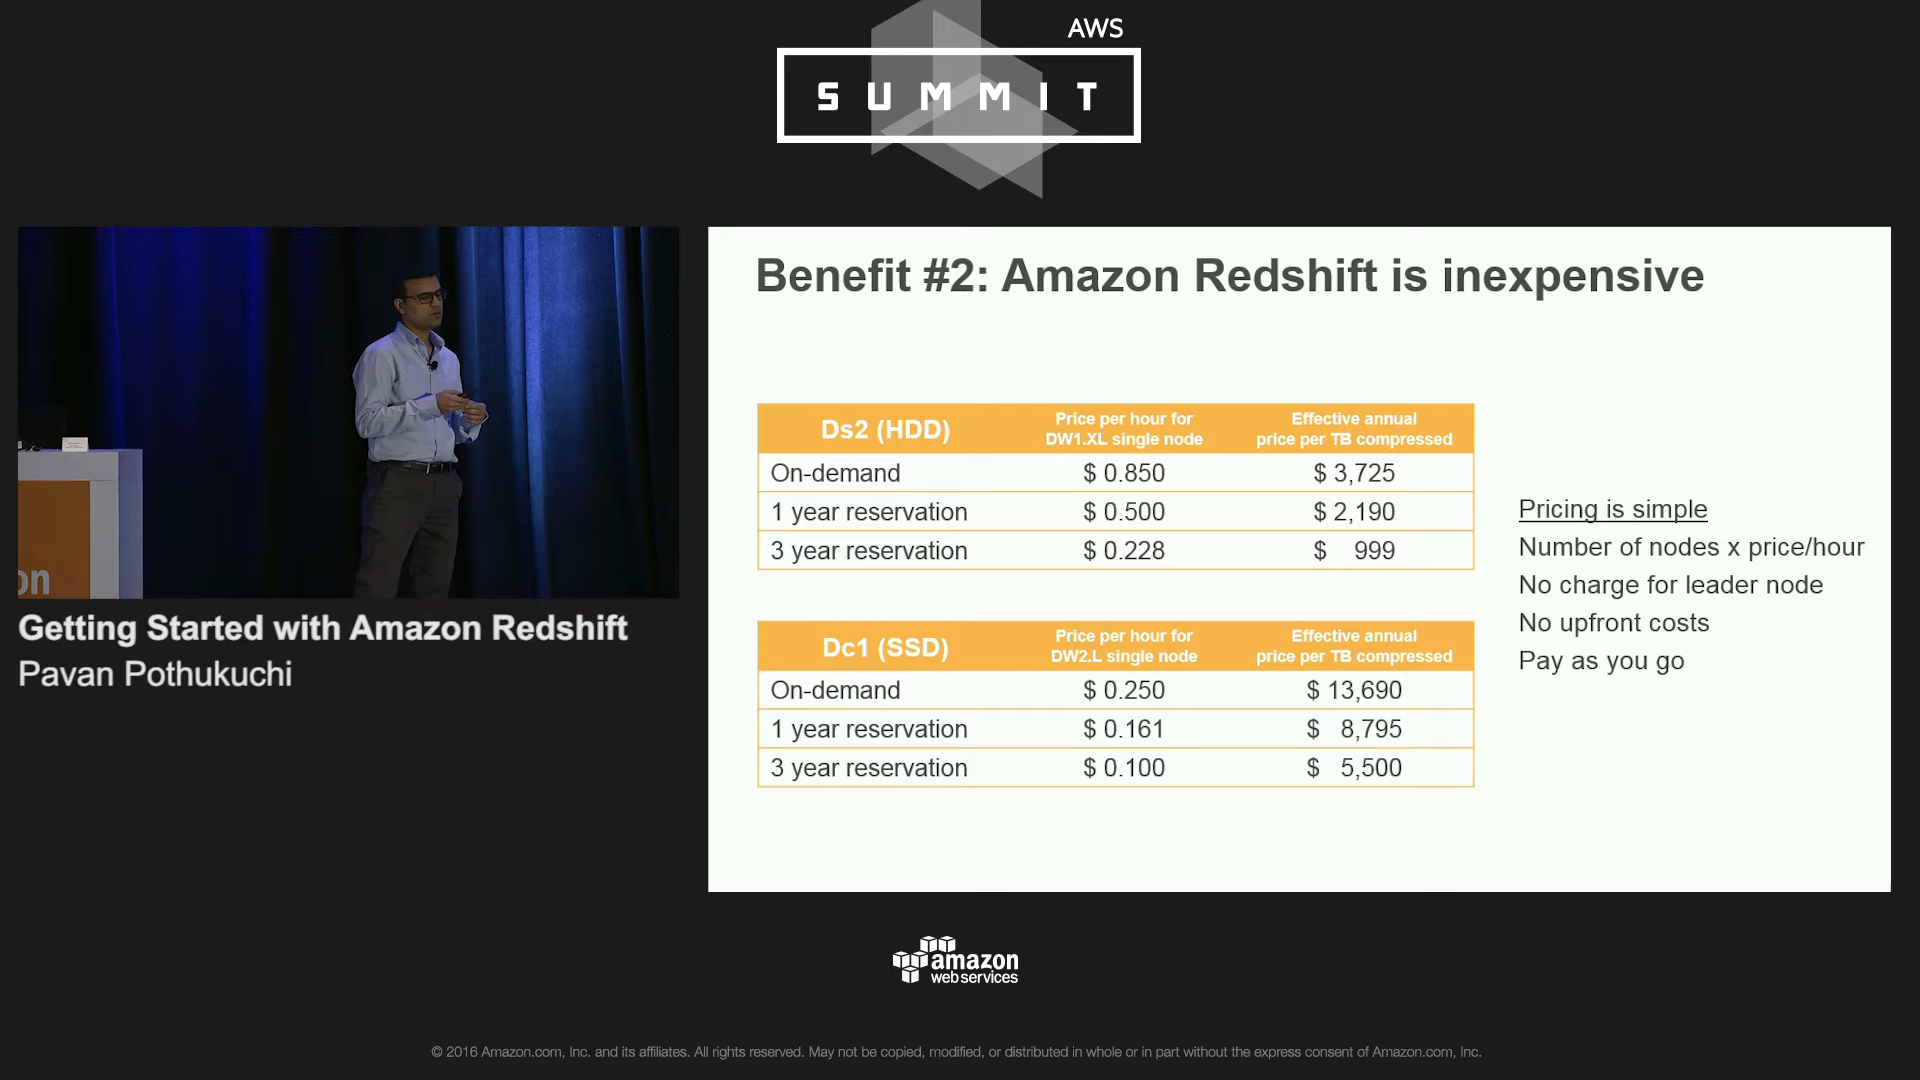 AWS
SUMMIT
on
Getting Started with Amazon Redshift
Pavan Pothukuchi
Benefit #2: Amazon Redshift is inexpensive
Ds2 (HDD) Price per hour for DW1.XL single node Effective annual price per TB compressed
On-demand $ 0.850 $ 3,725
1 year reservation $ 0.500 $ 2,190
3 year reservation $ 0.228 $ 999
Dc1 (SSD) Price per hour for DW2.L single node Effective annual price per TB compressed
On-demand $ 0.250 $ 13,690
1 year reservation $ 0.161 $ 8,795
3 year reservation $ 0.100 $ 5,500
Pricing is simple
Number of nodes x price/hour
No charge for leader node
No upfront costs
Pay as you go
amazon
web services
© 2016 Amazon.com, Inc. and its affiliates. All rights reserved. May not be copied, modified, or distributed in whole or in part without the express consent of Amazon.com, Inc.